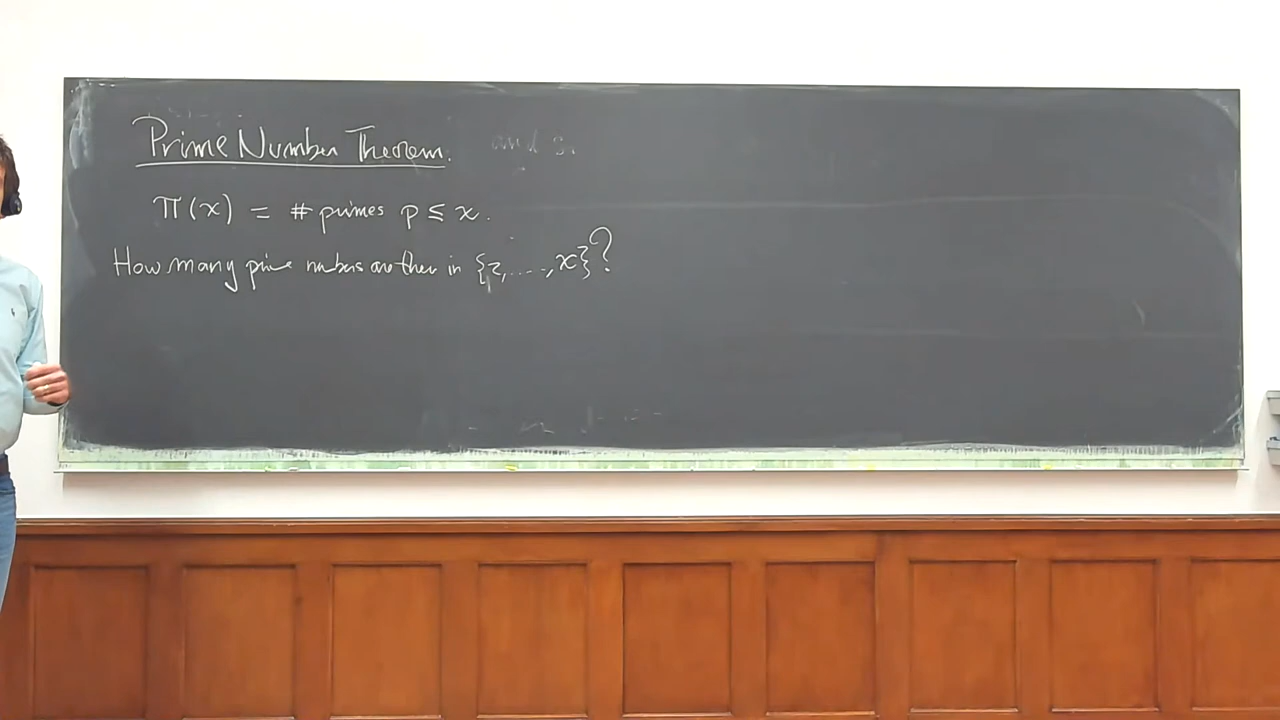 Prime Number Theorem.
π(x) = # primes p ≤ x.
How many prime numbers are there in {2,....,x}?